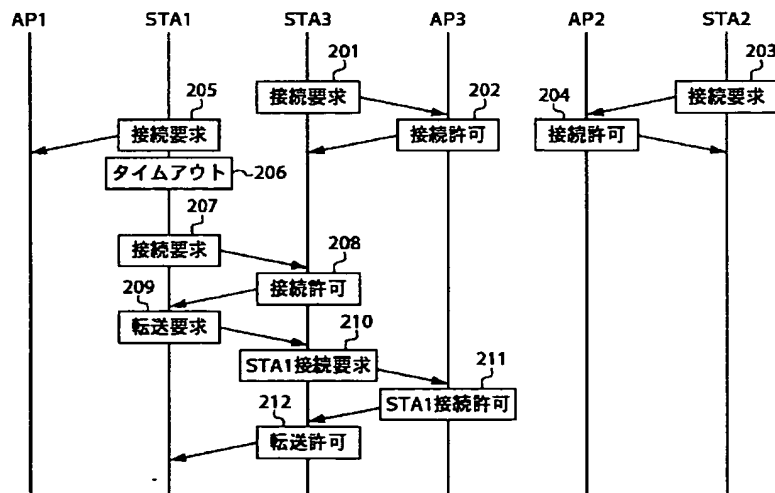 AP1 STA1 STA3 AP3 AP2 STA2
201
203
接続要求
接続要求
205
202
204
接続要求
接続許可
接続許可
タイムアウト
206
207
接続要求
208
接続許可
209
転送要求
210
STA1接続要求
211
STA1接続許可
212
転送許可